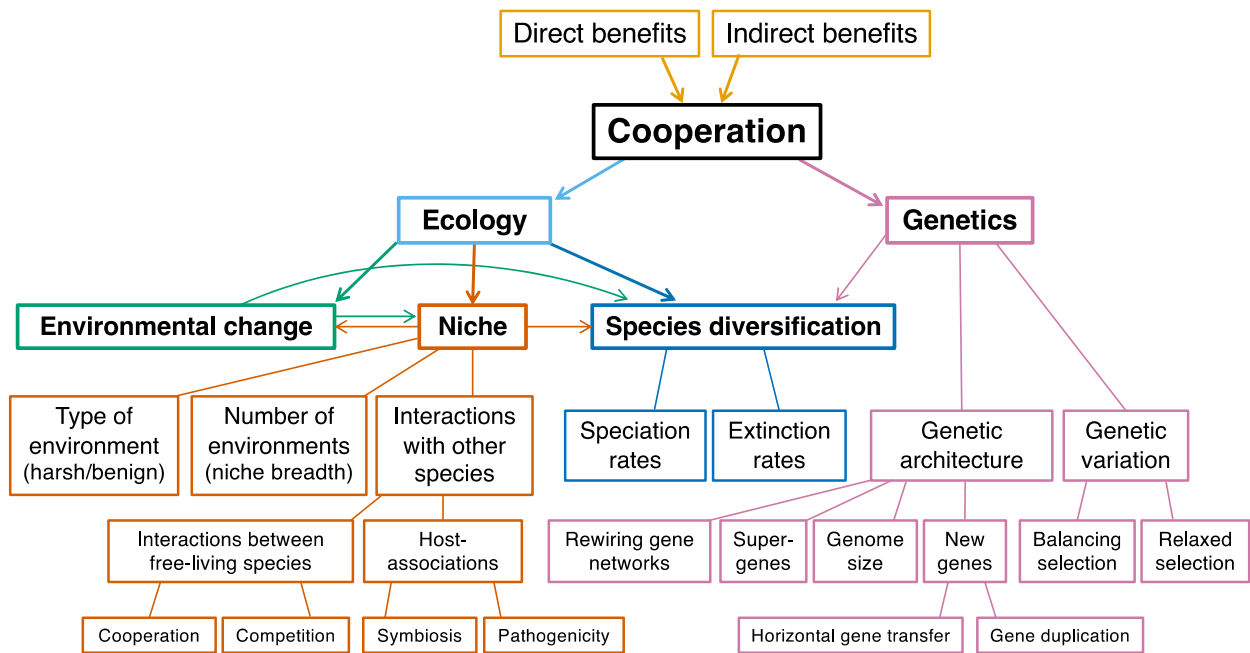 Direct benefits
Indirect benefits
Cooperation
Ecology
Genetics
Environmental change
Niche
Species diversification
Type of
environment
(harsh/benign)
Number of
environments
(niche breadth)
Interactions
with other
species
Speciation
rates
Extinction
rates
Genetic
architecture
Genetic
variation
Interactions between
free-living species
Host-
associations
Rewiring gene
networks
Super-
genes
Genome
size
New
genes
Balancing
selection
Relaxed
selection
Cooperation
Competition
Symbiosis
Pathogenicity
Horizontal gene transfer
Gene duplication